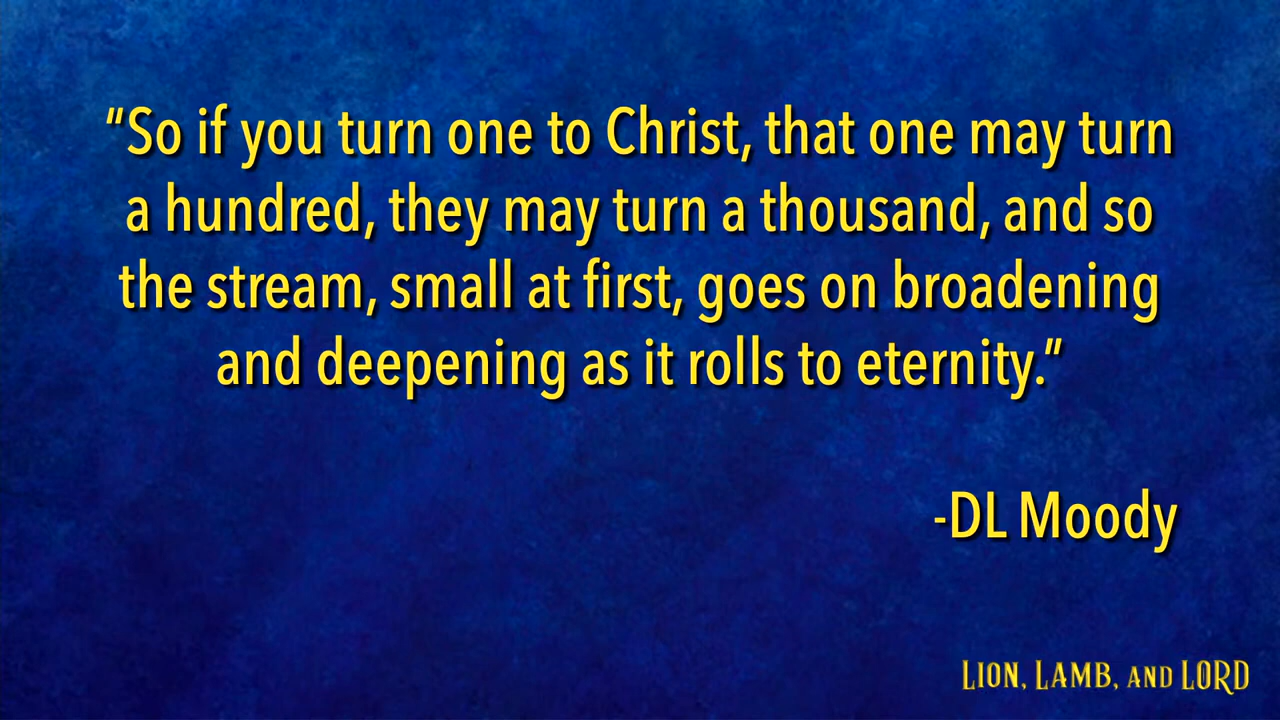 “So if you turn one to Christ, that one may turn
a hundred, they may turn a thousand, and so
the stream, small at first, goes on broadening
and deepening as it rolls to eternity.”
-DL Moody
Lion, Lamb, and Lord